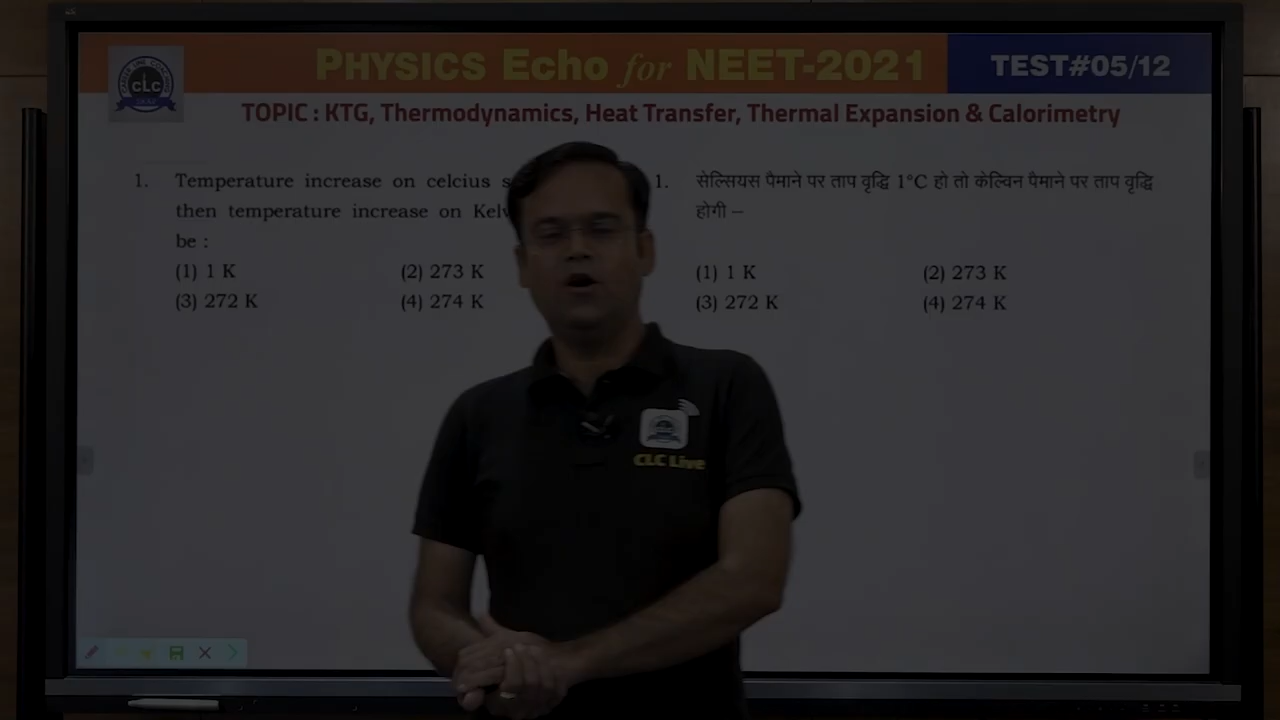 PHYSICS Echo for NEET-2021
TEST#05/12
CLC
TOPIC : KTG, Thermodynamics, Heat Transfer, Thermal Expansion & Calorimetry
1. Temperature increase on celcius
then temperature increase on
be :
(1) 1 K (2) 273 K
(3) 272 K (4) 274 K
1. सेल्सियस पैमाने पर ताप वृद्धि 1°C हो तो केल्विन पैमाने पर ताप वृद्धि
होगी –
(1) 1 K (2) 273 K
(3) 272 K (4) 274 K
CLC Live